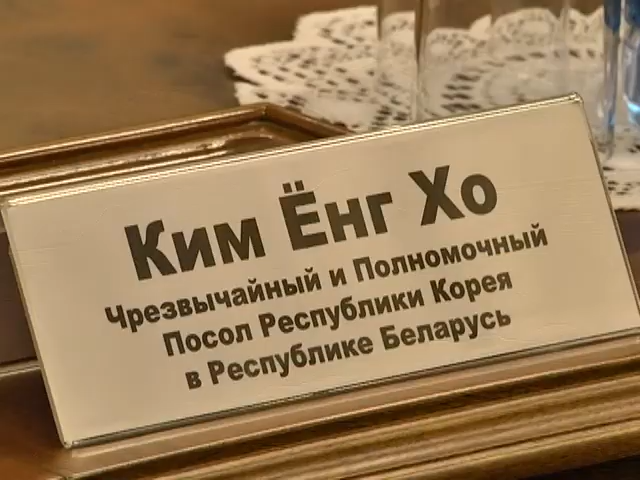 Ким Ёнг Хо
Чрезвычайный и Полномочный
Посол Республики Корея
в Республике Беларусь